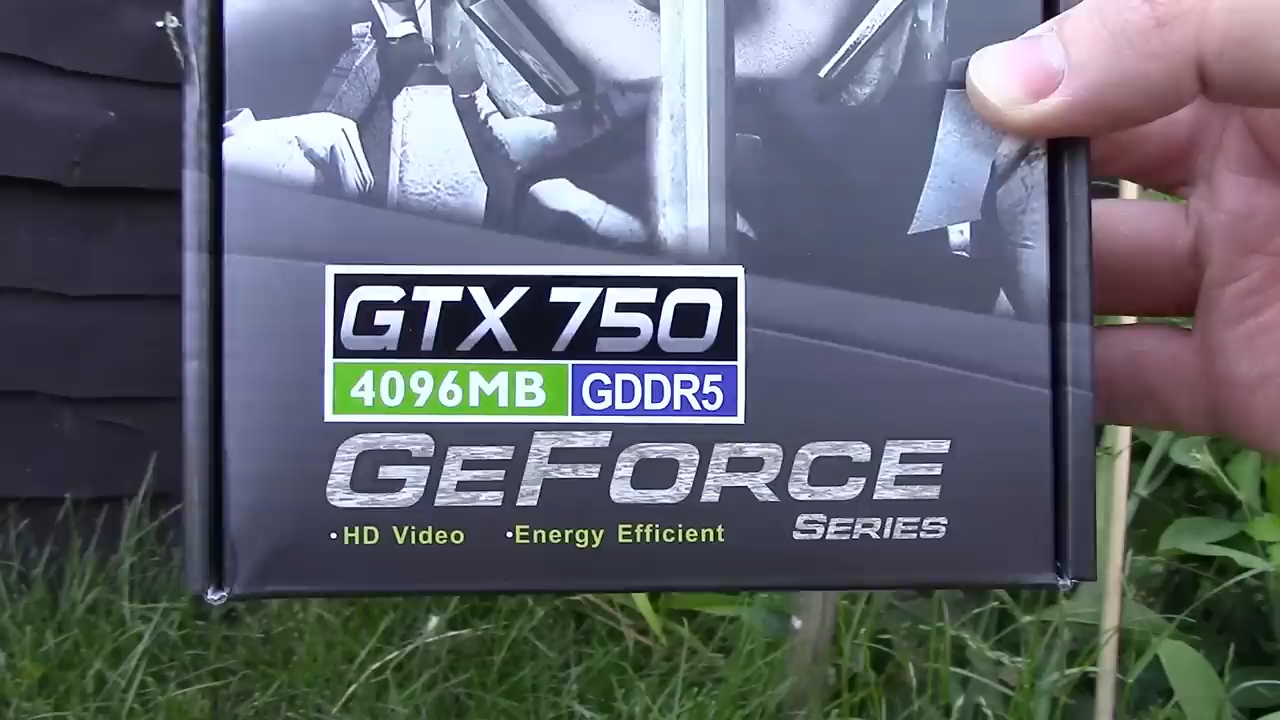 GTX 750
4096MB GDDR5
GEFORCE
SERIES
•HD Video •Energy Efficient